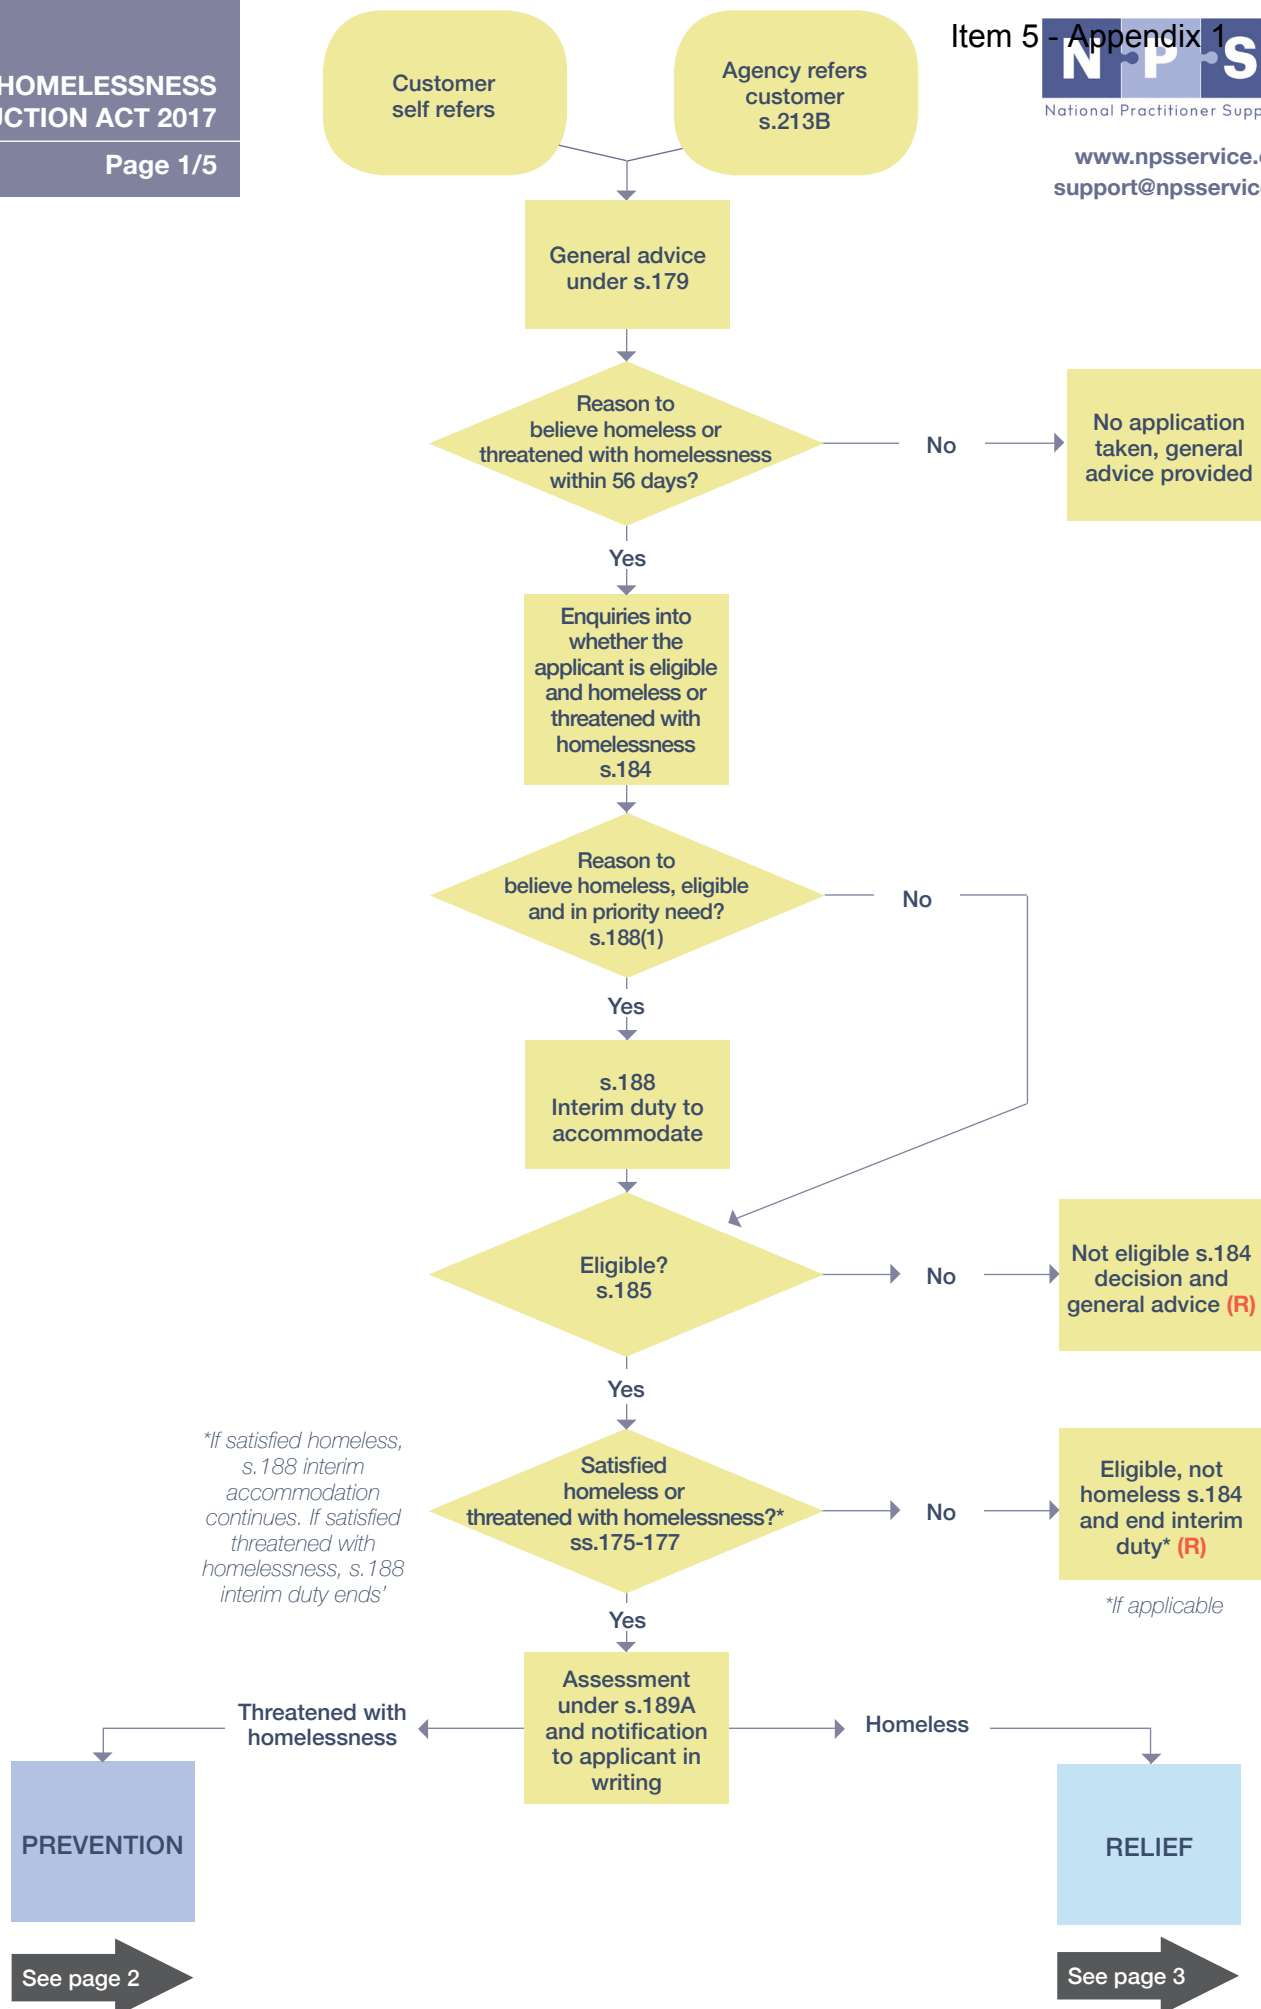 HOMELESSNESS
UCTION ACT 2017
Page 1/5
Customer
self refers
Agency refers
customer
s.213B
Item 5 - Appendix 1
N P S
National Practitioner Supp
www.npsservice.
support@npsservic
General advice
under s.179
Reason to
believe homeless or
threatened with homelessness
within 56 days?
No
No application
taken, general
advice provided
Yes
Enquiries into
whether the
applicant is eligible
and homeless or
threatened with
homelessness
s.184
Reason to
believe homeless, eligible
and in priority need?
s.188(1)
No
Yes
s.188
Interim duty to
accommodate
Eligible?
s.185
No
Not eligible s.184
decision and
general advice (R)
Yes
*If satisfied homeless,
s.188 interim
accommodation
continues. If satisfied
threatened with
homelessness, s.188
interim duty ends'
Satisfied
homeless or
threatened with homelessness?*
ss.175-177
No
Eligible, not
homeless s.184
and end interim
duty* (R)
*If applicable
Yes
Assessment
under s.189A
and notification
to applicant in
writing
Threatened with
homelessness
Homeless
PREVENTION
RELIEF
See page 2
See page 3